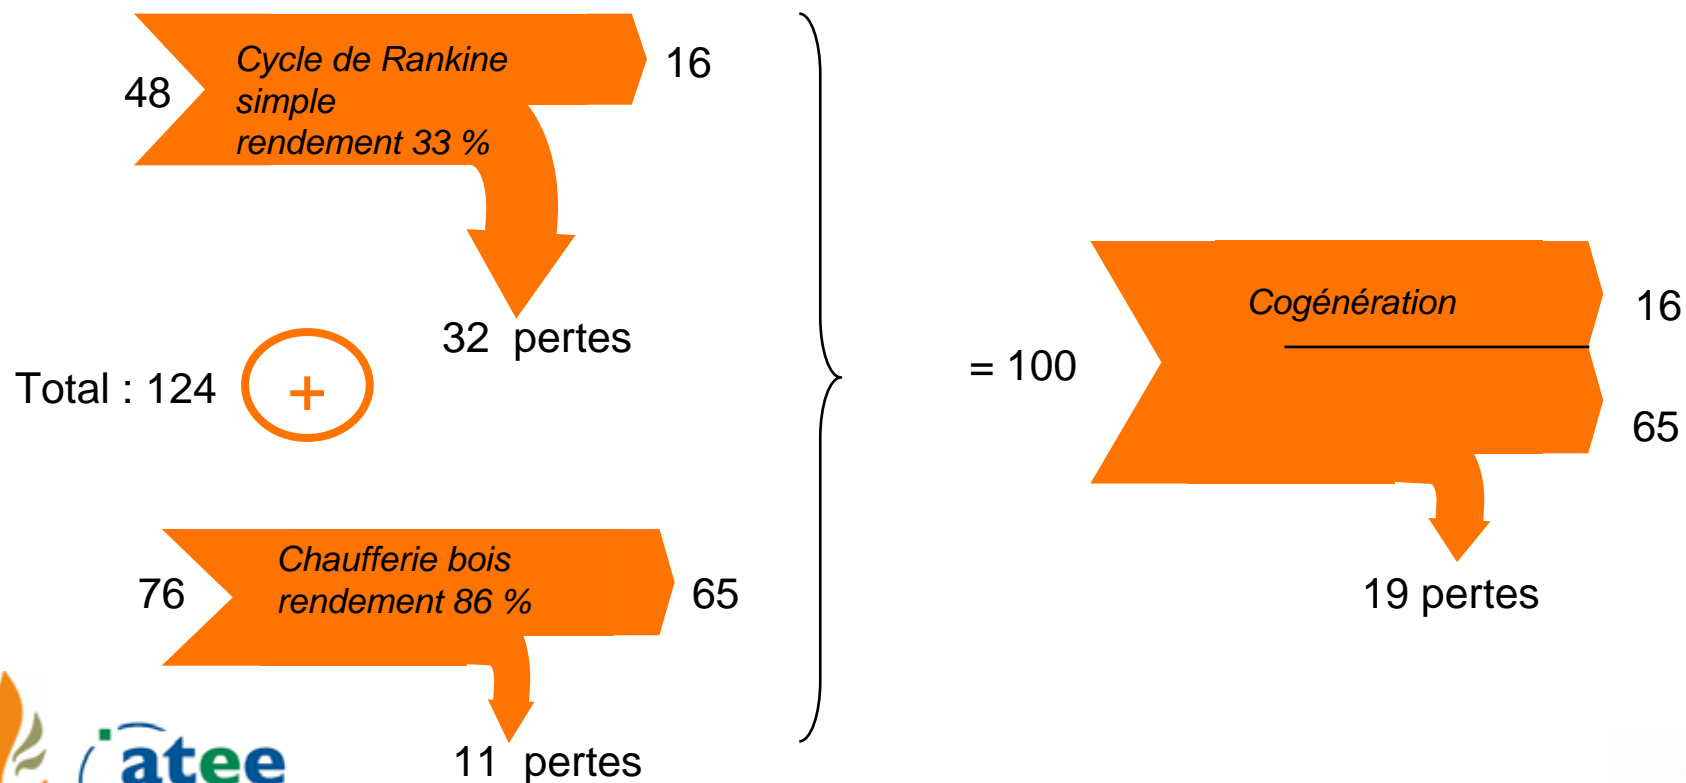 48
Cycle de Rankine
simple
rendement 33 %
16
32 pertes
Total : 124
+
76
Chaufferie bois
rendement 86 %
65
11 pertes
= 100
Cogénération
16
65
19 pertes
atee